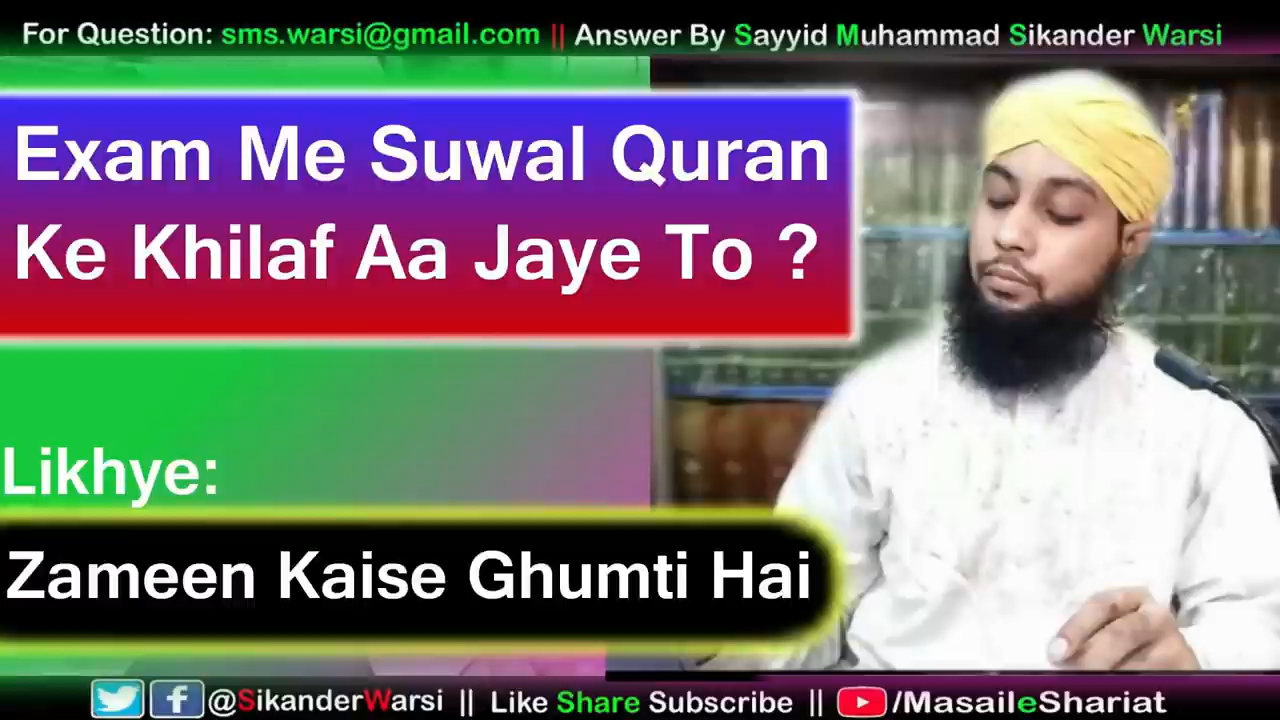 For Question: sms.warsi@gmail.com || Answer By Sayyid Muhammad Sikander Warsi
Exam Me Suwal Quran
Ke Khilaf Aa Jaye To ?
Likhye:
Zameen Kaise Ghumti Hai
@SikanderWarsi || Like Share Subscribe || /MasaileShariat